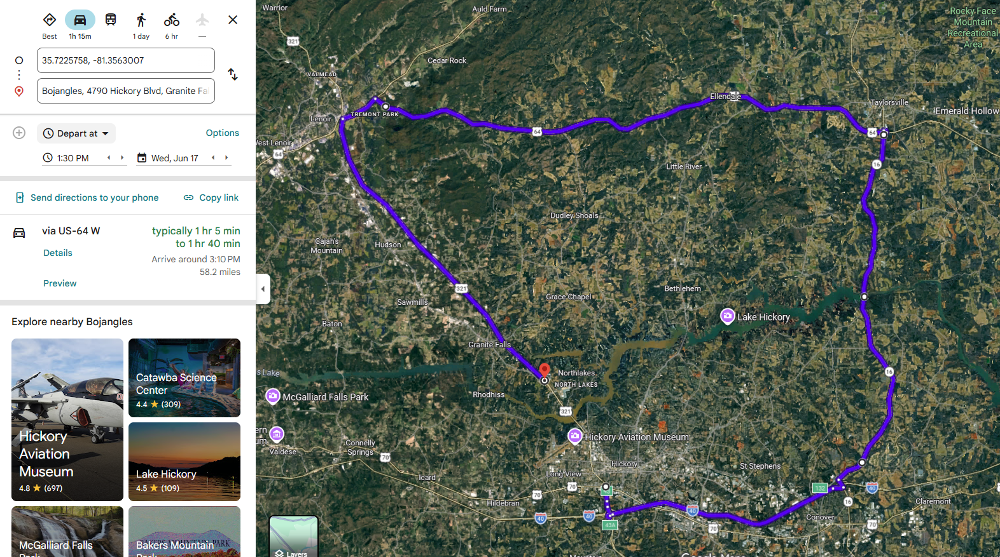 Best
1h 15m
1 day
6 hr
—
35.7225758, -81.3563007
Bojangles, 4790 Hickory Blvd, Granite Fal
Depart at
Options
1:30 PM
Wed, Jun 17
Send directions to your phone
Copy link
via US-64 W
typically 1 hr 5 min
to 1 hr 40 min
Details
Arrive around 3:10 PM
58.2 miles
Preview
Explore nearby Bojangles
Hickory
Aviation
Museum
4.8 ★ (697)
Catawba Science
Center
4.4 ★ (309)
Lake Hickory
4.5 ★ (109)
McGalliard Falls
Park
Bakers Mountain
Park
Layers
Warrior
Auld Farm
Rocky Face
Mountain
Recreational
Area
321
Cedar Rock
VALMEAD
Ellendale
Taylorsville
TREMONT PARK
Lenoir
Emerald Hollow
64
64
West Lenoir
64
16
Little River
Dudley Shoals
Cajah's
Mountain
Hudson
321
Sawmills
Grace Chapel
Bethlehem
Lake Hickory
Baton
Granite Falls
s Lake
Northlakes
NORTH LAKES
16
McGalliard Falls Park
Rhodhiss
321
ern
um
Valdese
Hickory Aviation Museum
Connelly
Springs
70
Hickory
St Stephens
Icard
Long View
70
70
132
40
Hildebran
16
Claremont
40
40
40
Conover
43A
70
70
Mountain
Google Maps